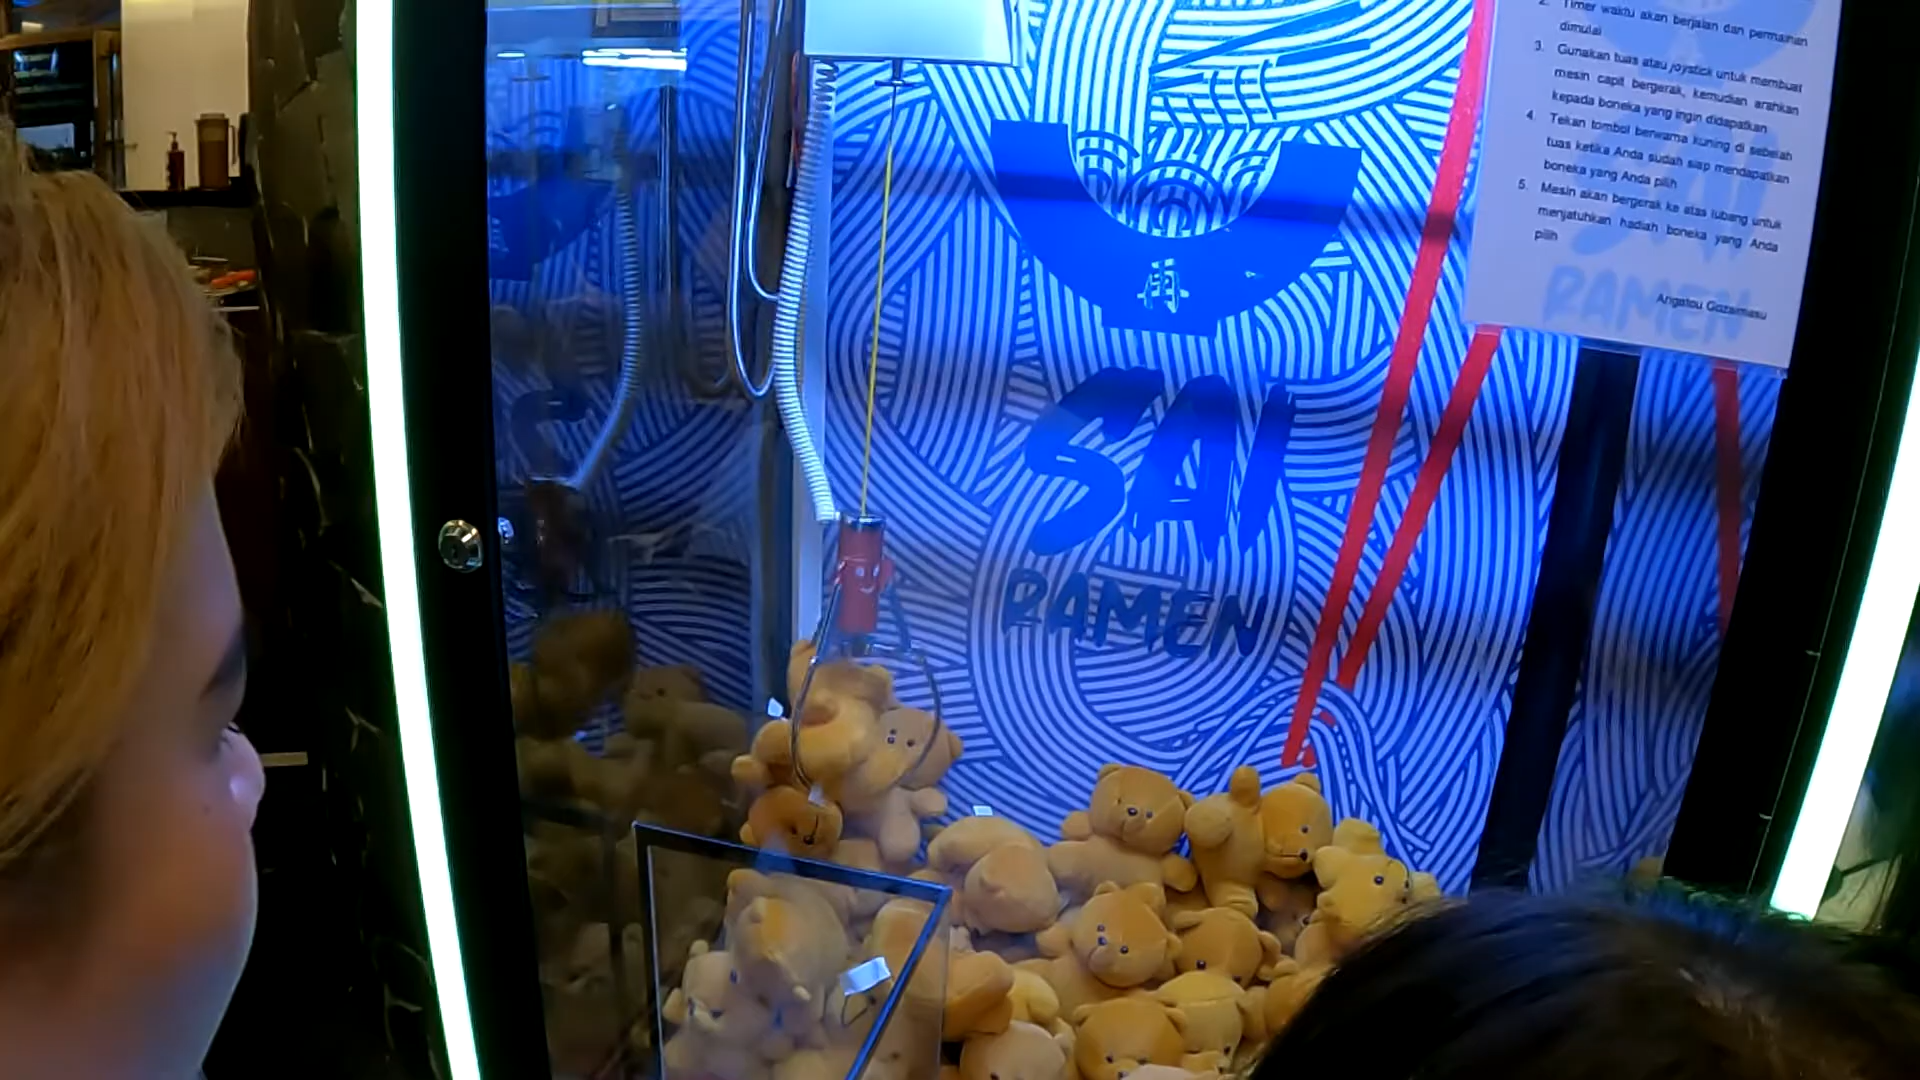 2. Timer waktu akan berjalan dan permainan
dimulai
3. Gunakan tuas atau joystick untuk membuat
mesin capit bergerak, kemudian arahkan
kepada boneka yang ingin didapatkan
4. Tekan tombol berwarna kuning di sebelah
tuas ketika Anda sudah siap mendapatkan
boneka yang Anda pilih
5. Mesin akan bergerak ke atas lubang untuk
menjatuhkan hadiah boneka yang Anda
pilih
Arigatou Gozaimasu
RAMEN
SAI
RAMEN